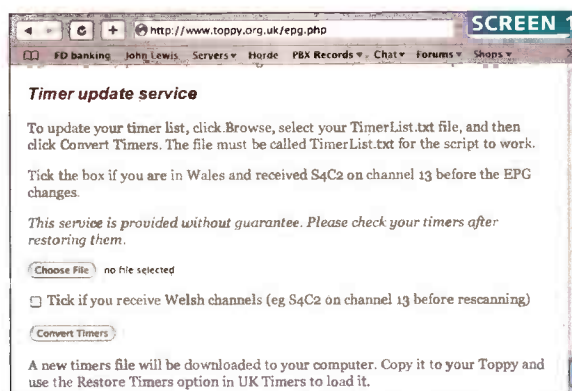 SCREEN 1
http://www.toppy.org.uk/epg.php
FD banking John Lewis Servers Horde PBX Records Chat Forums Shops
Timer update service
To update your timer list, click Browse, select your TimerList.txt file, and then
click Convert Timers. The file must be called TimerList.txt for the script to work.
Tick the box if you are in Wales and received S4C2 on channel 13 before the EPG
changes.
This service is provided without guarantee. Please check your timers after
restoring them.
Choose File no file selected
Tick if you receive Welsh channels (eg S4C2 on channel 13 before rescanning)
Convert Timers
A new timers file will be downloaded to your computer. Copy it to your Toppy and
use the Restore Timers option in UK Timers to load it.